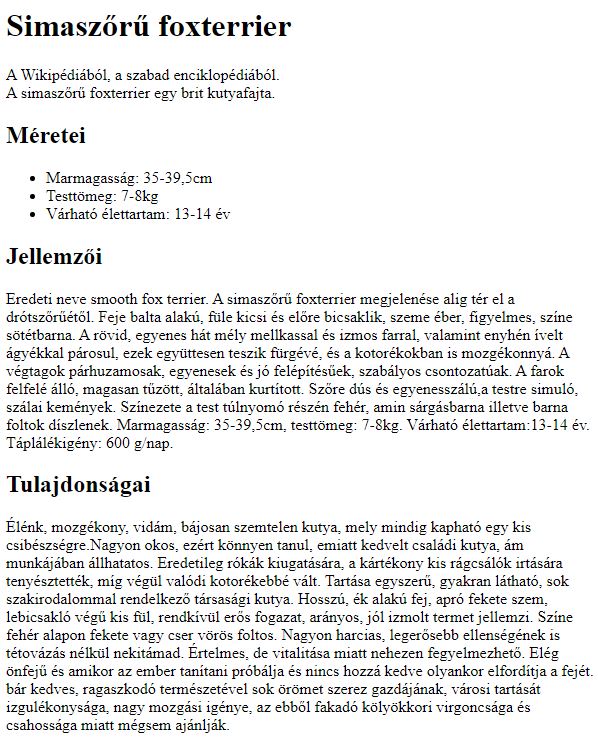 Simaszőrű foxterrier
A Wikipédiából, a szabad enciklopédiából.
A simaszőrű foxterrier egy brit kutyafajta.
Méretei
• Marmagasság: 35-39,5cm
• Testtömeg: 7-8kg
• Várható élettartam: 13-14 év
Jellemzői
Eredeti neve smooth fox terrier. A simaszőrű foxterrier megjelenése alig tér el a
drótszőrűétől. Feje balta alakú, füle kicsi és előre bicsaklik, szeme éber, figyelmes, színe
sötétbarna. A rövid, egyenes hát mély mellkassal és izmos farral, valamint enyhén ívelt
ágyékkal párosul, ezek együttesen teszik fürgévé, és a kotorékokban is mozgékonnyá. A
végtagok párhuzamosak, egyenesek és jó felépítésűek, szabályos csontozatúak. A farok
felfelé álló, magasan tűzött, általában kurtított. Szőre dús és egyenesszálú,a testre simuló,
szálai kemények. Színezete a test túlnyomó részén fehér, amin sárgásbarna illetve barna
foltok díszlenek. Marmagasság: 35-39,5cm, testtömeg: 7-8kg. Várható élettartam:13-14 év.
Táplálékigény: 600 g/nap.
Tulajdonságai
Élénk, mozgékony, vidám, bájosan szemtelen kutya, mely mindig kapható egy kis
csibészségre.Nagyon okos, ezért könnyen tanul, emiatt kedvelt családi kutya, ám
munkájában állhatatos. Eredetileg rókák kiugatására, a kártékony kis rágcsálók irtására
tenyésztették, míg végül valódi kotorékebbé vált. Tartása egyszerű, gyakran látható, sok
szakirodalommal rendelkező társasági kutya. Hosszú, ék alakú fej, apró fekete szem,
lebicsakló végű kis fül, rendkívül erős fogazat, arányos, jól izmolt termet jellemzi. Színe
fehér alapon fekete vagy cser vörös foltos. Nagyon harcias, legerősebb ellenségének is
tétovázás nélkül nekitámad. Értelmes, de vitalitása miatt nehezen fegyelmezhető. Elég
önfejű és amikor az ember tanítani próbálja és nincs hozzá kedve olyankor elfordítja a fejét.
bár kedves, ragaszkodó természetével sok örömet szerez gazdájának, városi tartását
izgulékonysága, nagy mozgási igénye, az ebből fakadó kölyökkori virgoncsága és
csahossága miatt mégsem ajánlják.